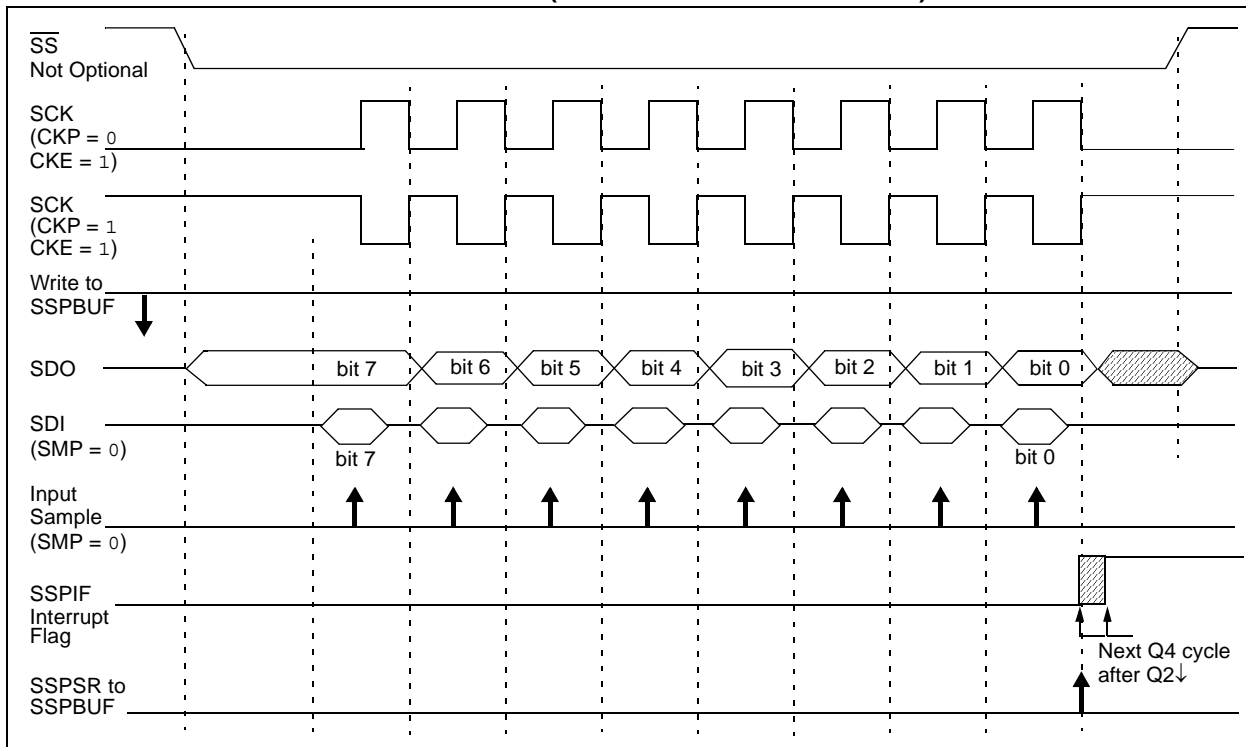 SS
Not Optional
SCK
(CKP = 0
CKE = 1)
SCK
(CKP = 1
CKE = 1)
Write to
SSPBUF
SDO
bit 7
bit 6
bit 5
bit 4
bit 3
bit 2
bit 1
bit 0
SDI
(SMP = 0)
bit 7
bit 0
Input
Sample
(SMP = 0)
SSPIF
Interrupt
Flag
Next Q4 cycle
after Q2↓
SSPSR to
SSPBUF